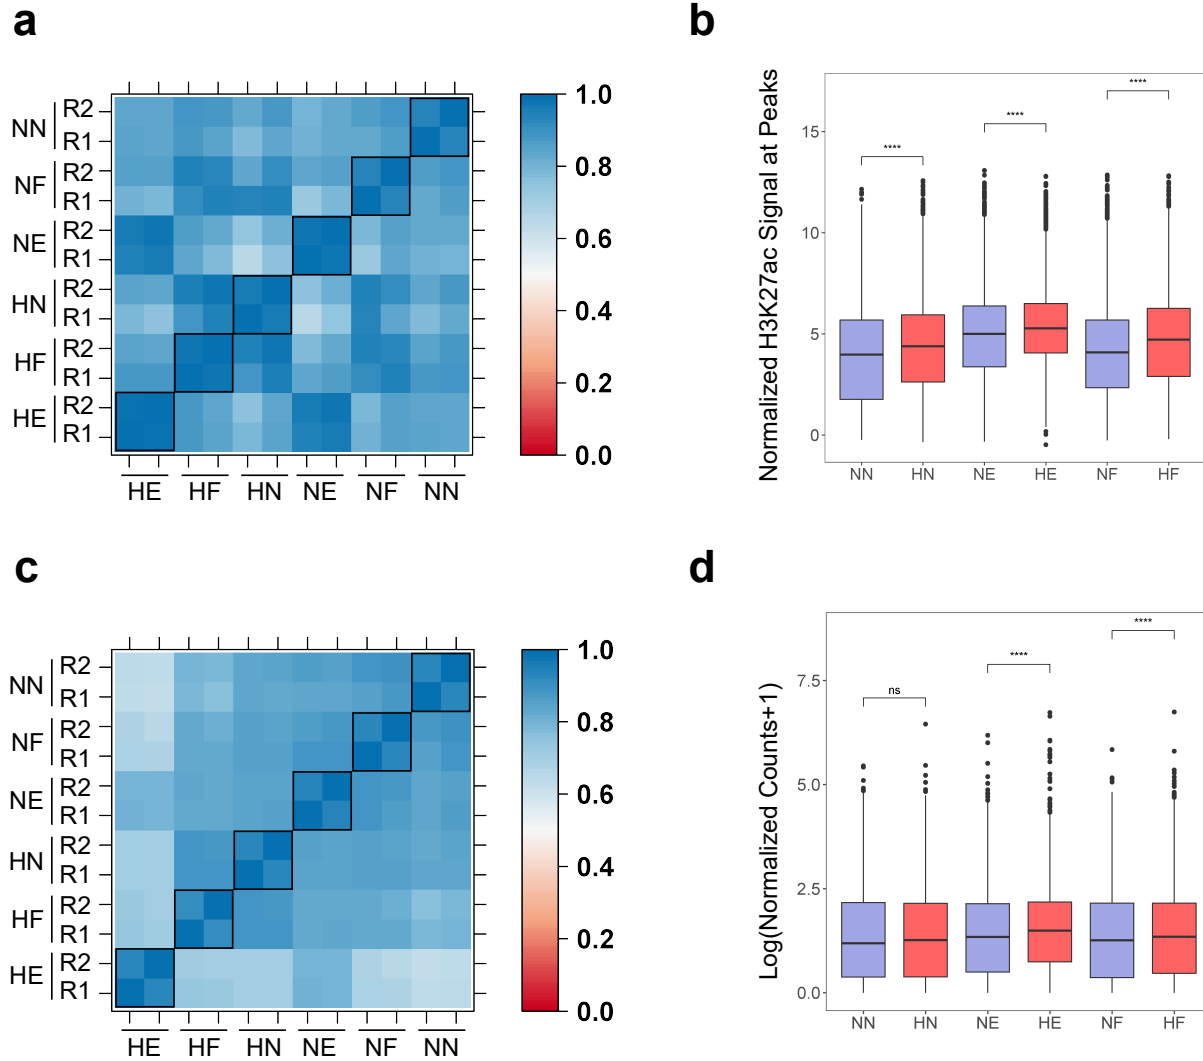 a
NN
R2
R1
NF
R2
R1
NE
R2
R1
HN
R2
R1
HF
R2
R1
HE
R2
R1
HE HF HN NE NF NN
1.0
0.8
0.6
0.4
0.2
0.0
b
Normalized H3K27ac Signal at Peaks
15
10
5
0
****
****
****
NN HN NE HE NF HF
c
NN
R2
R1
NF
R2
R1
NE
R2
R1
HN
R2
R1
HF
R2
R1
HE
R2
R1
HE HF HN NE NF NN
1.0
0.8
0.6
0.4
0.2
0.0
d
Log(Normalized Counts+1)
7.5
5.0
2.5
0.0
ns
****
****
NN HN NE HE NF HF